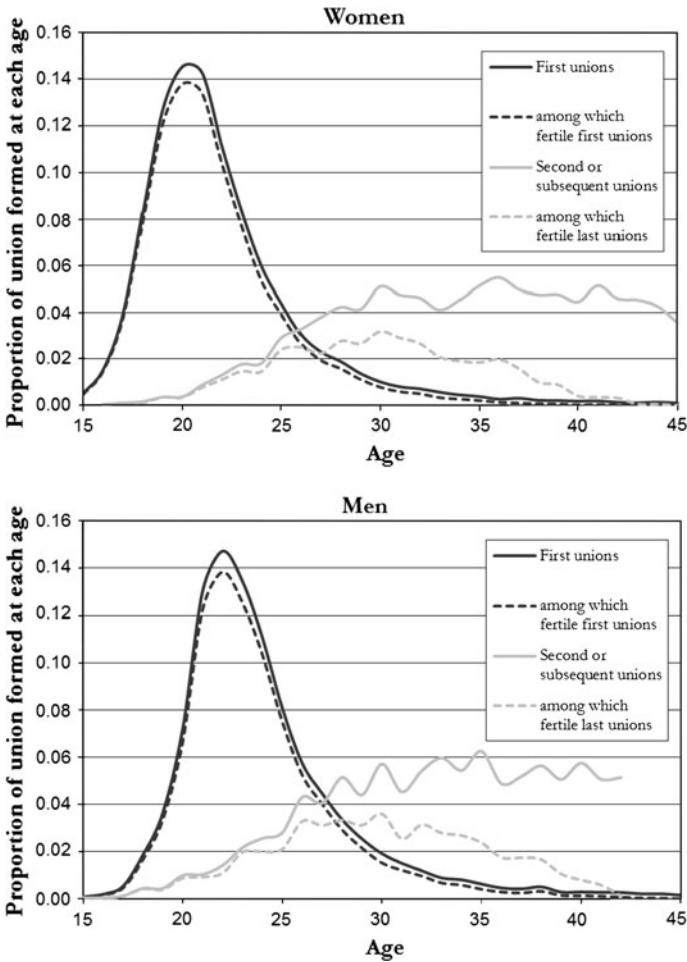 Women
Proportion of union formed at each age
0.16
0.14
0.12
0.10
0.08
0.06
0.04
0.02
0.00
First unions
among which
fertile first unions
Second or
subsequent unions
among which
fertile last unions
15 20 25 30 35 40 45
Age
Men
Proportion of union formed at each age
0.16
0.14
0.12
0.10
0.08
0.06
0.04
0.02
0.00
First unions
among which
fertile first unions
Second or
subsequent unions
among which
fertile last unions
15 20 25 30 35 40 45
Age